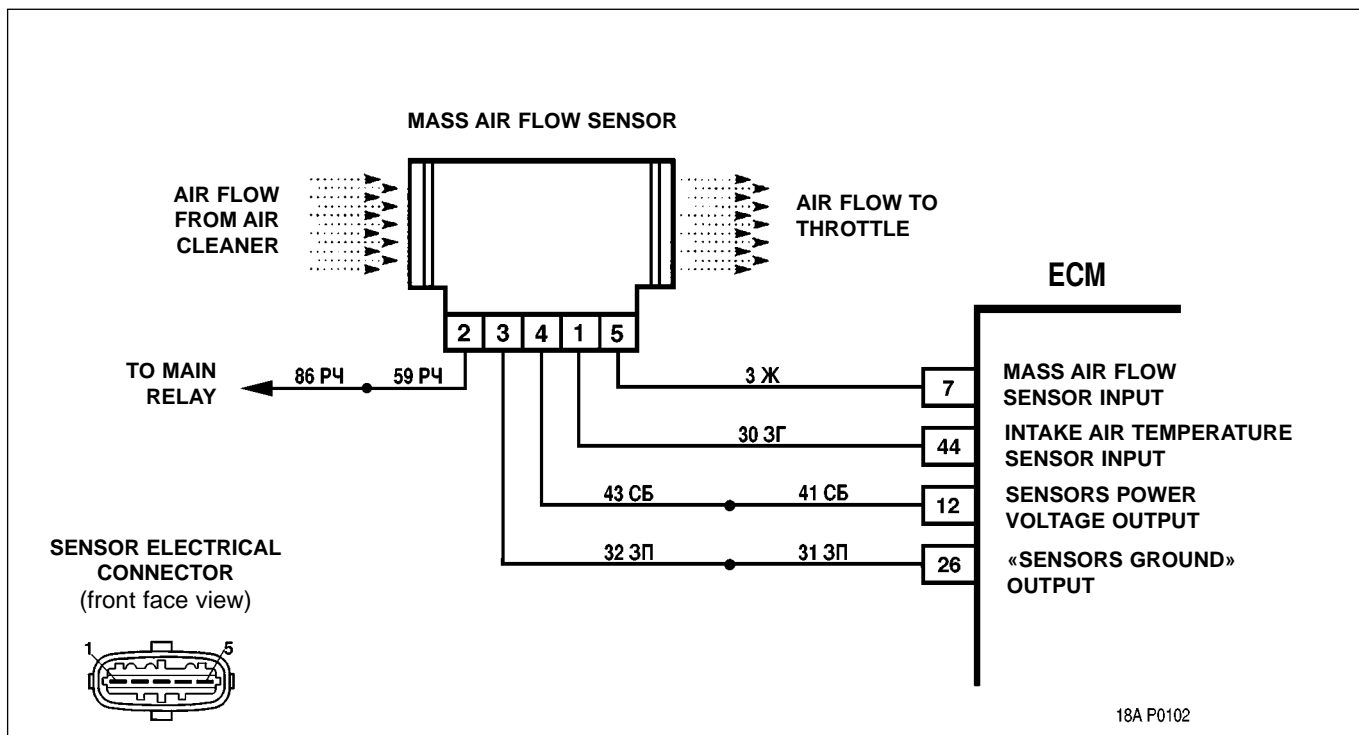 MASS AIR FLOW SENSOR
AIR FLOW
FROM AIR
CLEANER
AIR FLOW TO
THROTTLE
ECM
2 3 4 1 5
TO MAIN
RELAY
86 РЧ
59 РЧ
3 Ж
7
MASS AIR FLOW
SENSOR INPUT
30 ЗГ
44
INTAKE AIR TEMPERATURE
SENSOR INPUT
43 СБ
41 СБ
12
SENSORS POWER
VOLTAGE OUTPUT
32 ЗП
31 ЗП
26
«SENSORS GROUND»
OUTPUT
SENSOR ELECTRICAL
CONNECTOR
(front face view)
1 5
18A P0102